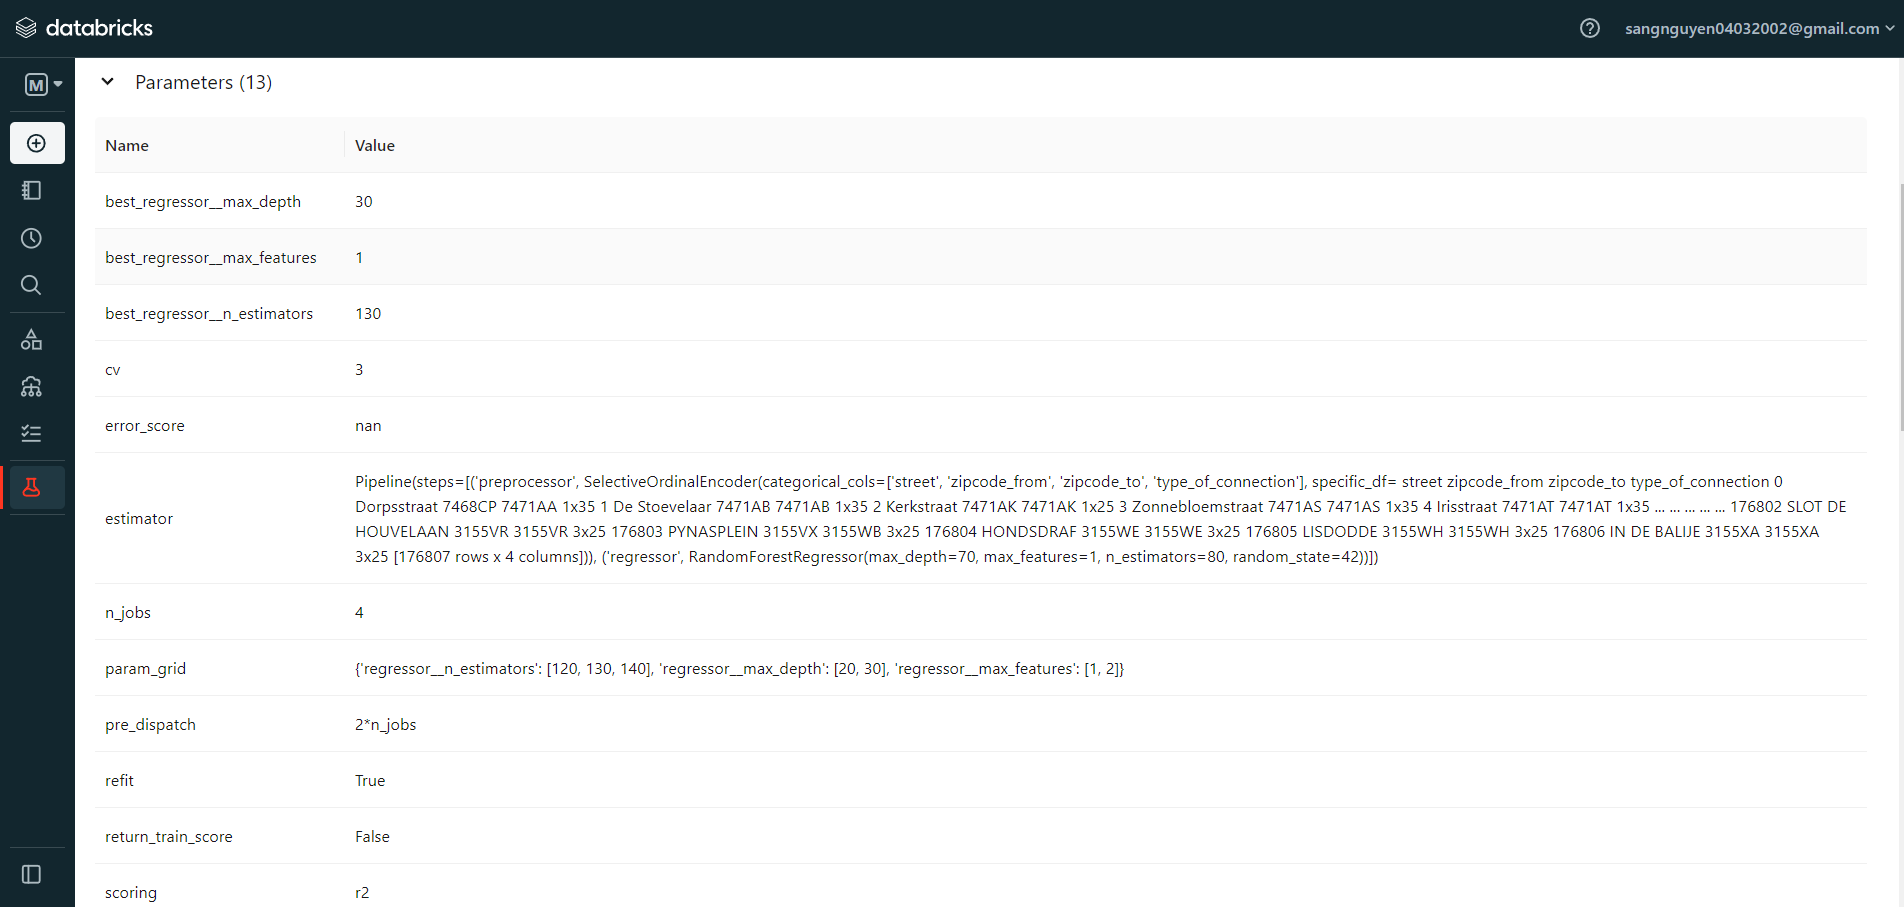 databricks
sangnguyen04032002@gmail.com
M
Parameters (13)
Name Value
best_regressor__max_depth 30
best_regressor__max_features 1
best_regressor__n_estimators 130
cv 3
error_score nan
estimator
Pipeline(steps=[('preprocessor', SelectiveOrdinalEncoder(categorical_cols=['street', 'zipcode_from', 'zipcode_to', 'type_of_connection'], specific_df= street zipcode_from zipcode_to type_of_connection 0
Dorpsstraat 7468CP 7471AA 1x35 1 De Stoevelaar 7471AB 7471AB 1x35 2 Kerkstraat 7471AK 7471AK 1x25 3 Zonnebloemstraat 7471AS 7471AS 1x35 4 Irisstraat 7471AT 7471AT 1x35 ... ... ... ... ... 176802 SLOT DE
HOUVELAAN 3155VR 3155VR 3x25 176803 PYNASPLEIN 3155VX 3155WB 3x25 176804 HONDSDRAF 3155WE 3155WE 3x25 176805 LISDODDE 3155WH 3155WH 3x25 176806 IN DE BALIJE 3155XA 3155XA
3x25 [176807 rows x 4 columns])), ('regressor', RandomForestRegressor(max_depth=70, max_features=1, n_estimators=80, random_state=42))])
n_jobs 4
param_grid {'regressor__n_estimators': [120, 130, 140], 'regressor__max_depth': [20, 30], 'regressor__max_features': [1, 2]}
pre_dispatch 2*n_jobs
refit True
return_train_score False
scoring r2